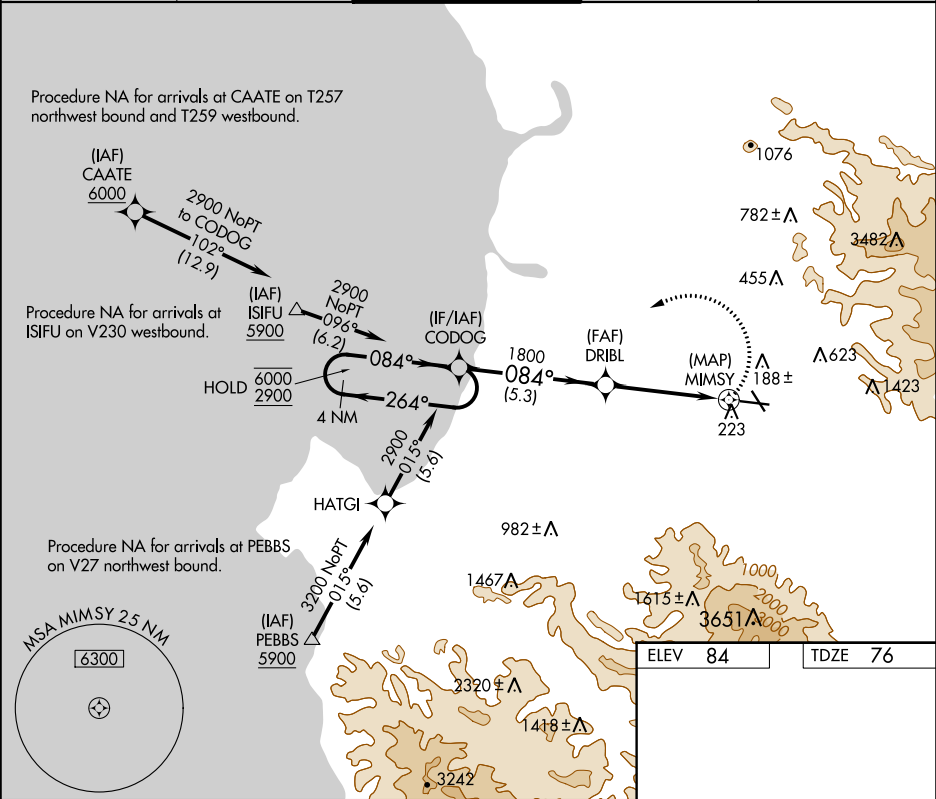 Procedure NA for arrivals at CAATE on T257
northwest bound and T259 westbound.
(IAF)
CAATE
6000
2900 NoPT
to CODOG
102°
(12.9)
1076
782±
3482
455
Procedure NA for arrivals at
ISIFU on V230 westbound.
(IAF)
ISIFU
5900
2900
NoPT
096°
(6.2)
(IF/IAF)
CODOG
1800
084°
(5.3)
(FAF)
DRIBL
(MAP)
MIMSY
188±
223
623
1423
HOLD
6000
2900
084°
264°
4 NM
2900
015°
(5.6)
HATGI
3200 NoPT
015°
(5.6)
Procedure NA for arrivals at PEBBS
on V27 northwest bound.
(IAF)
PEBBS
5900
982±
1467
1615±
3651
1000
2000
3000
MSA MIMSY 25 NM
6300
2320±
1418±
3242
ELEV 84
TDZE 76